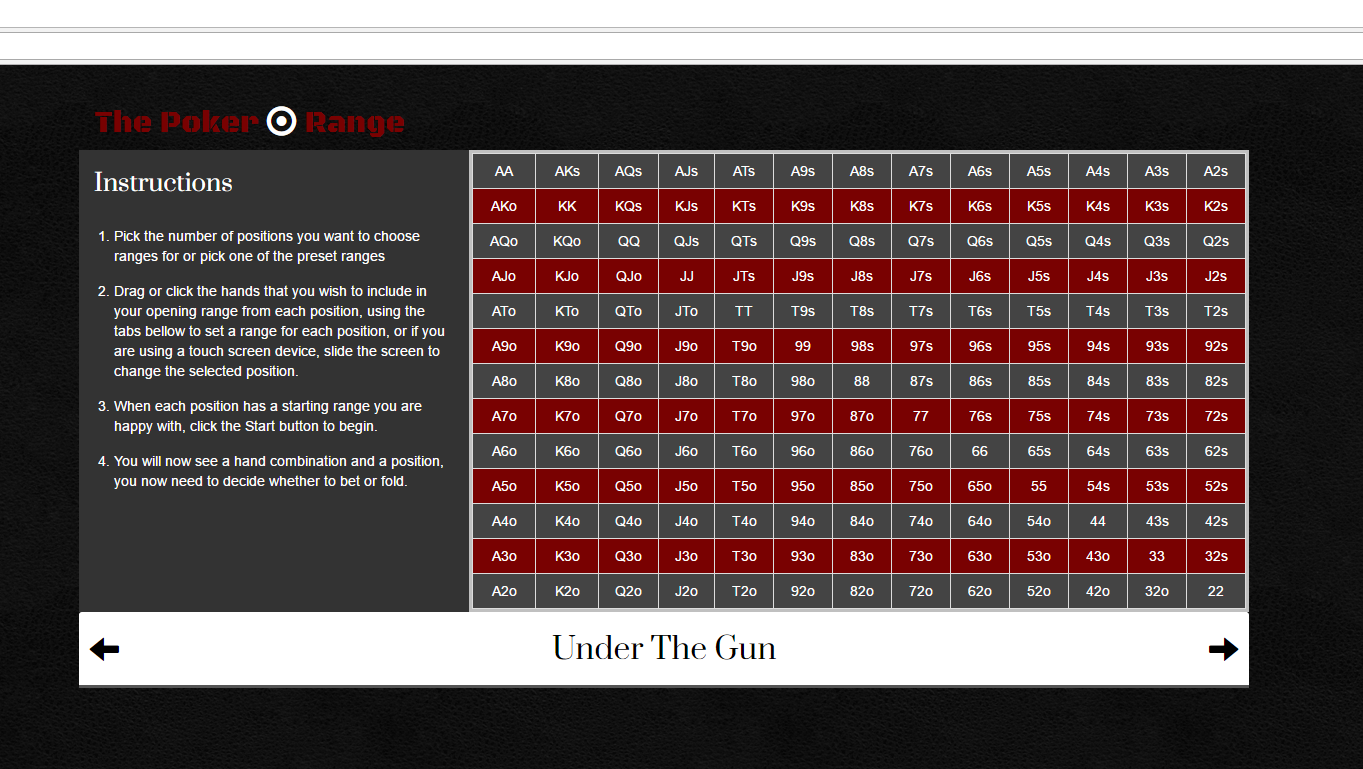 The Poker Range
Instructions
1. Pick the number of positions you want to choose
ranges for or pick one of the preset ranges
2. Drag or click the hands that you wish to include in
your opening range from each position, using the
tabs bellow to set a range for each position, or if you
are using a touch screen device, slide the screen to
change the selected position.
3. When each position has a starting range you are
happy with, click the Start button to begin.
4. You will now see a hand combination and a position,
you now need to decide whether to bet or fold.
AA AKs AQs AJs ATs A9s A8s A7s A6s A5s A4s A3s A2s
AKo KK KQs KJs KTs K9s K8s K7s K6s K5s K4s K3s K2s
AQo KQo QQ QJs QTs Q9s Q8s Q7s Q6s Q5s Q4s Q3s Q2s
AJo KJo QJo JJ JTs J9s J8s J7s J6s J5s J4s J3s J2s
ATo KTo QTo JTo TT T9s T8s T7s T6s T5s T4s T3s T2s
A9o K9o Q9o J9o T9o 99 98s 97s 96s 95s 94s 93s 92s
A8o K8o Q8o J8o T8o 98o 88 87s 86s 85s 84s 83s 82s
A7o K7o Q7o J7o T7o 97o 87o 77 76s 75s 74s 73s 72s
A6o K6o Q6o J6o T6o 96o 86o 76o 66 65s 64s 63s 62s
A5o K5o Q5o J5o T5o 95o 85o 75o 65o 55 54s 53s 52s
A4o K4o Q4o J4o T4o 94o 84o 74o 64o 54o 44 43s 42s
A3o K3o Q3o J3o T3o 93o 83o 73o 63o 53o 43o 33 32s
A2o K2o Q2o J2o T2o 92o 82o 72o 62o 52o 42o 32o 22
Under The Gun